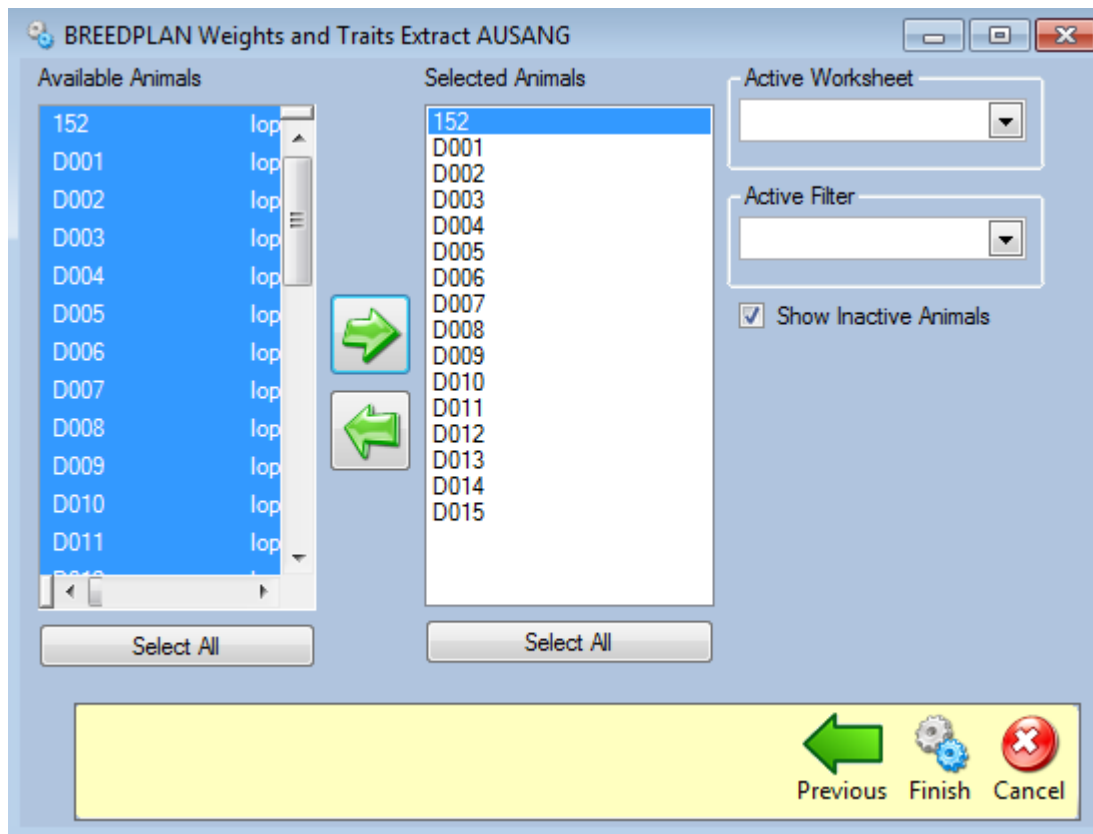 BREEDPLAN Weights and Traits Extract AUSANG
Available Animals
152 lop
D001 lop
D002 lop
D003 lop
D004 lop
D005 lop
D006 lop
D007 lop
D008 lop
D009 lop
D010 lop
D011 lop
Select All
Selected Animals
152
D001
D002
D003
D004
D005
D006
D007
D008
D009
D010
D011
D012
D013
D014
D015
Select All
Active Worksheet
Active Filter
Show Inactive Animals
Previous Finish Cancel